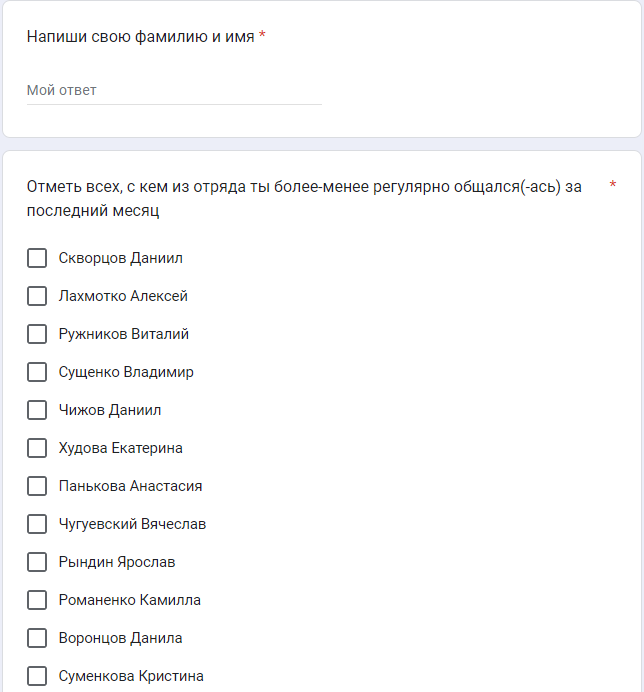 Напиши свою фамилию и имя *
Мой ответ
Отметь всех, с кем из отряда ты более-менее регулярно общался(-ась) за *
последний месяц
Скворцов Даниил
Лахмотко Алексей
Ружников Виталий
Сущенко Владимир
Чижов Даниил
Худова Екатерина
Панькова Анастасия
Чугуевский Вячеслав
Рындин Ярослав
Романенко Камилла
Воронцов Данила
Суменкова Кристина